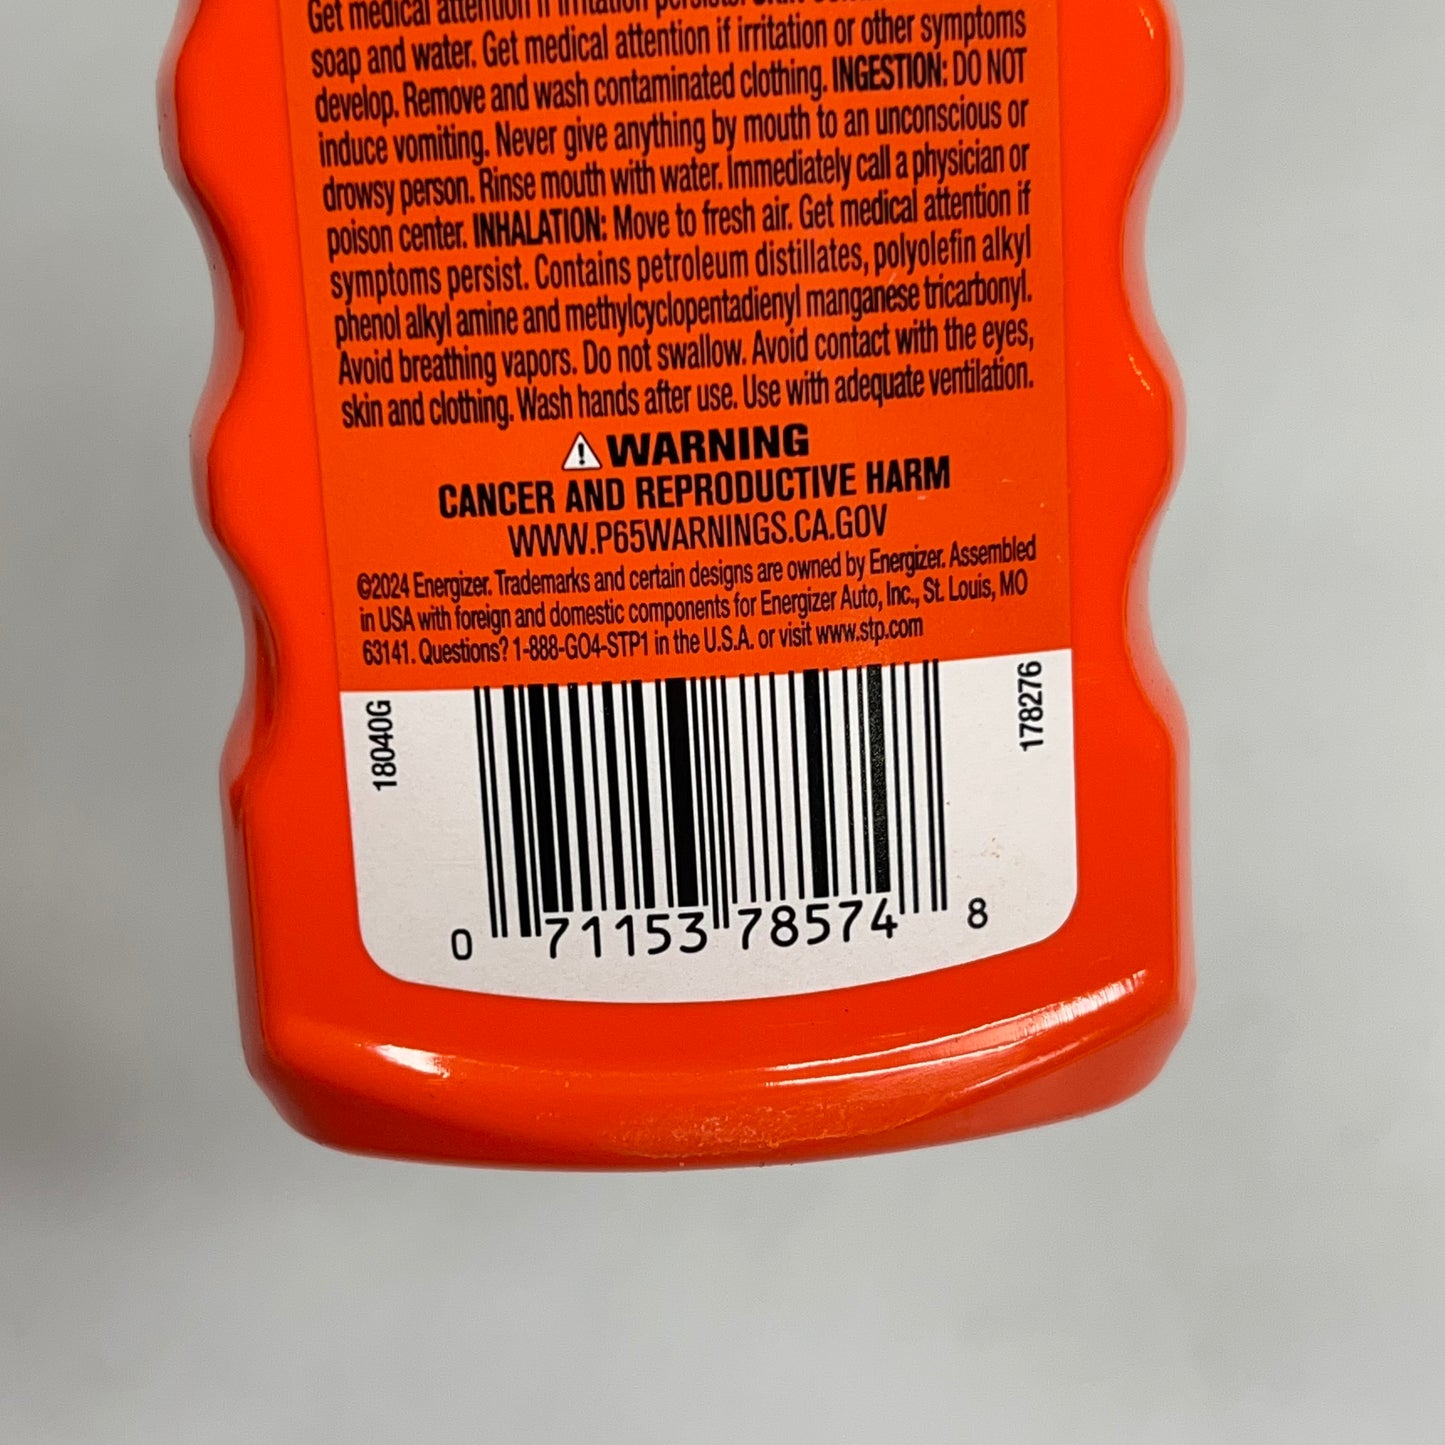 Get medical attention if irritation persists.
soap and water. Get medical attention if irritation or other symptoms
develop. Remove and wash contaminated clothing. INGESTION: DO NOT
induce vomiting. Never give anything by mouth to an unconscious or
drowsy person. Rinse mouth with water. Immediately call a physician or
poison center. INHALATION: Move to fresh air. Get medical attention if
symptoms persist. Contains petroleum distillates, polyolefin alkyl
phenol alkyl amine and methylcyclopentadienyl manganese tricarbonyl.
Avoid breathing vapors. Do not swallow. Avoid contact with the eyes,
skin and clothing. Wash hands after use. Use with adequate ventilation.
WARNING
CANCER AND REPRODUCTIVE HARM
WWW.P65WARNINGS.CA.GOV
©2024 Energizer. Trademarks and certain designs are owned by Energizer. Assembled
in USA with foreign and domestic components for Energizer Auto, Inc., St. Louis, MO
63141. Questions? 1-888-GO4-STP1 in the U.S.A. or visit www.stp.com
18040G
178276
0 71153 78574 8